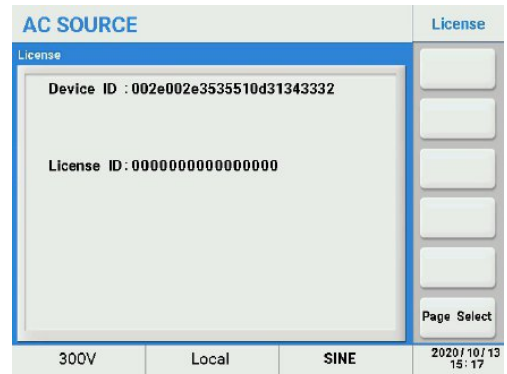 AC SOURCE
License
License
Device ID :002e002e3535510d31343332
License ID:0000000000000000
Page Select
300V
Local
SINE
2020/10/13
15:17